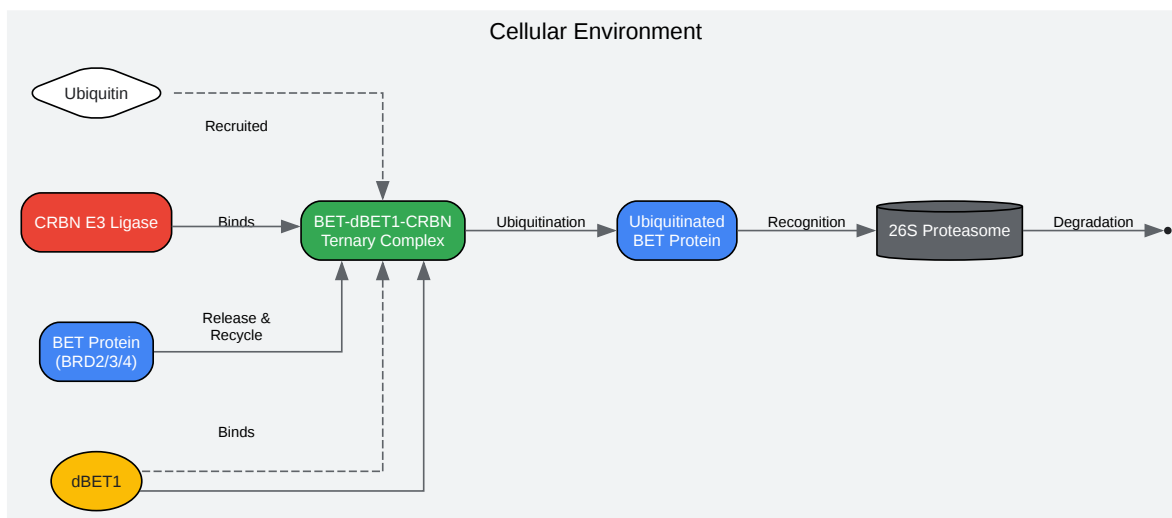 Cellular Environment
Ubiquitin
Recruited
CRBN E3 Ligase
Binds
BET-dBET1-CRBN
Ternary Complex
Ubiquitination
Ubiquitinated
BET Protein
Recognition
26S Proteasome
Degradation
Release &
Recycle
BET Protein
(BRD2/3/4)
Binds
dBET1